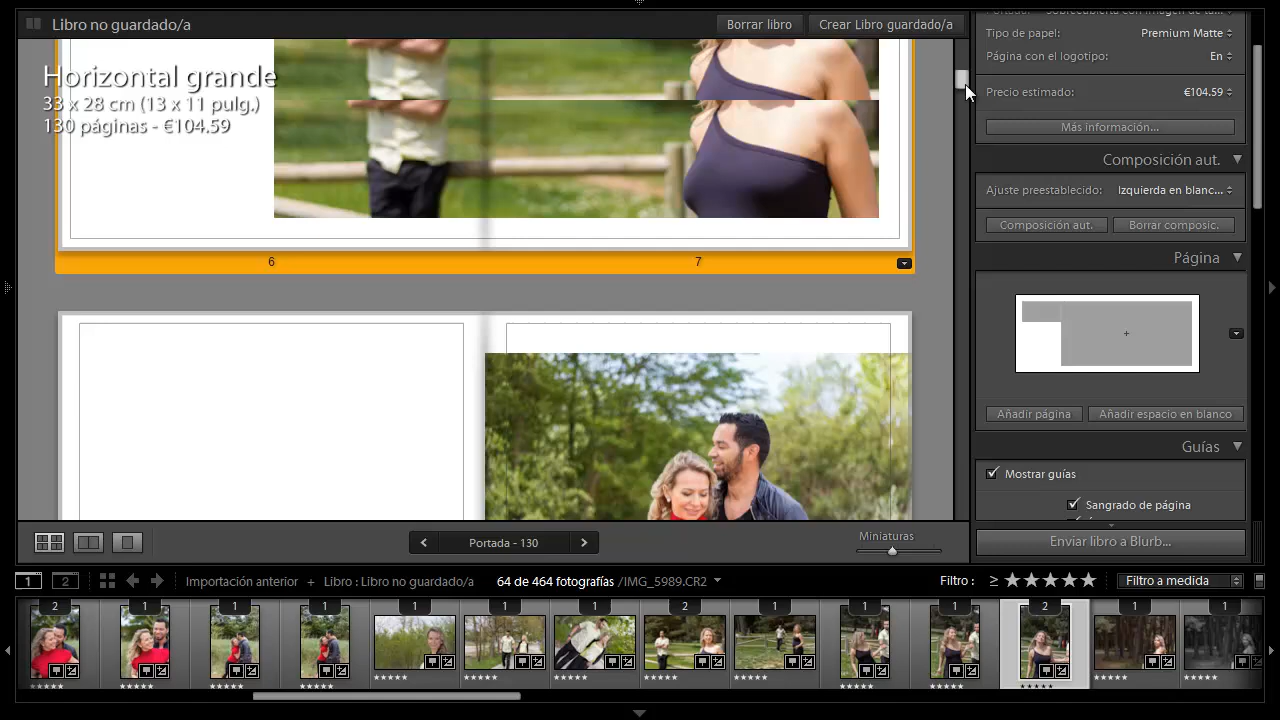 Libro no guardado/a
Borrar libro
Crear Libro guardado/a
Horizontal grande
33 x 28 cm (13 x 11 pulg.)
130 páginas - €104.59
Tipo de papel: Premium Matte
Página con el logotipo: En
Precio estimado: €104.59
Más información...
Composición aut.
Ajuste preestablecido: Izquierda en blanc...
Composición aut.
Borrar composic.
Página
Añadir página
Añadir espacio en blanco
Guías
Mostrar guías
Sangrado de página
Enviar libro a Blurb...
6
7
Portada - 130
Miniaturas
1
2
Importación anterior + Libro : Libro no guardado/a
64 de 464 fotografías /IMG_5989.CR2
Filtro : ≥ ★★★★★
Filtro a medida
2 1 1 1 1 1 1 2 1 1 1 2 1 1